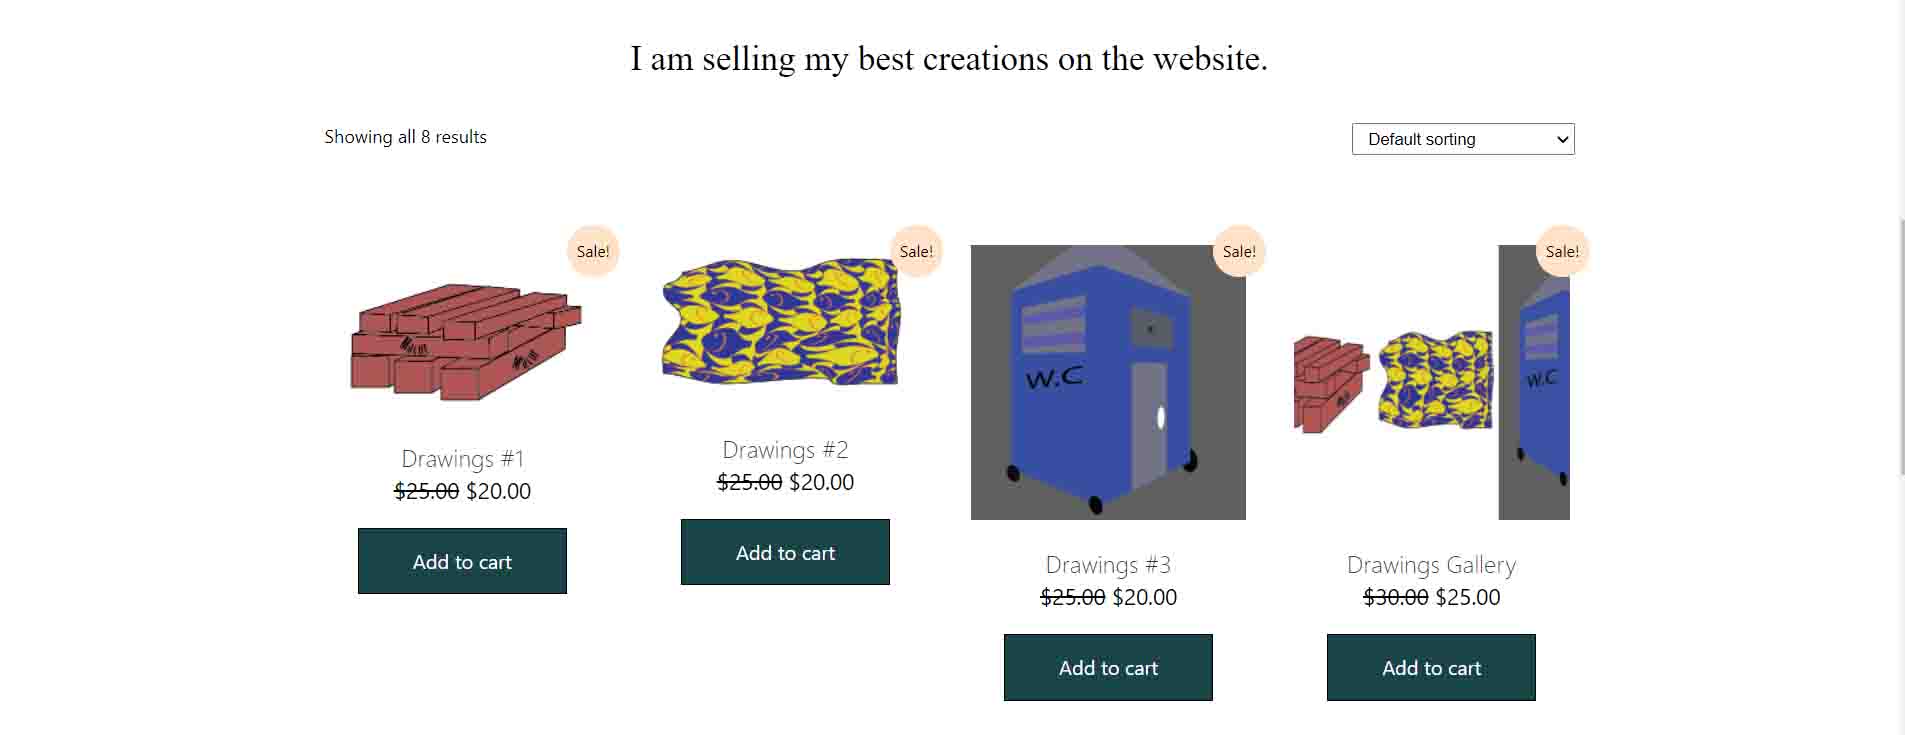 I am selling my best creations on the website.
Showing all 8 results
Default sorting
Sale!
Sale!
Sale!
Sale!
W.C
W.C
Drawings #1
$25.00 $20.00
Add to cart
Drawings #2
$25.00 $20.00
Add to cart
Drawings #3
$25.00 $20.00
Add to cart
Drawings Gallery
$30.00 $25.00
Add to cart